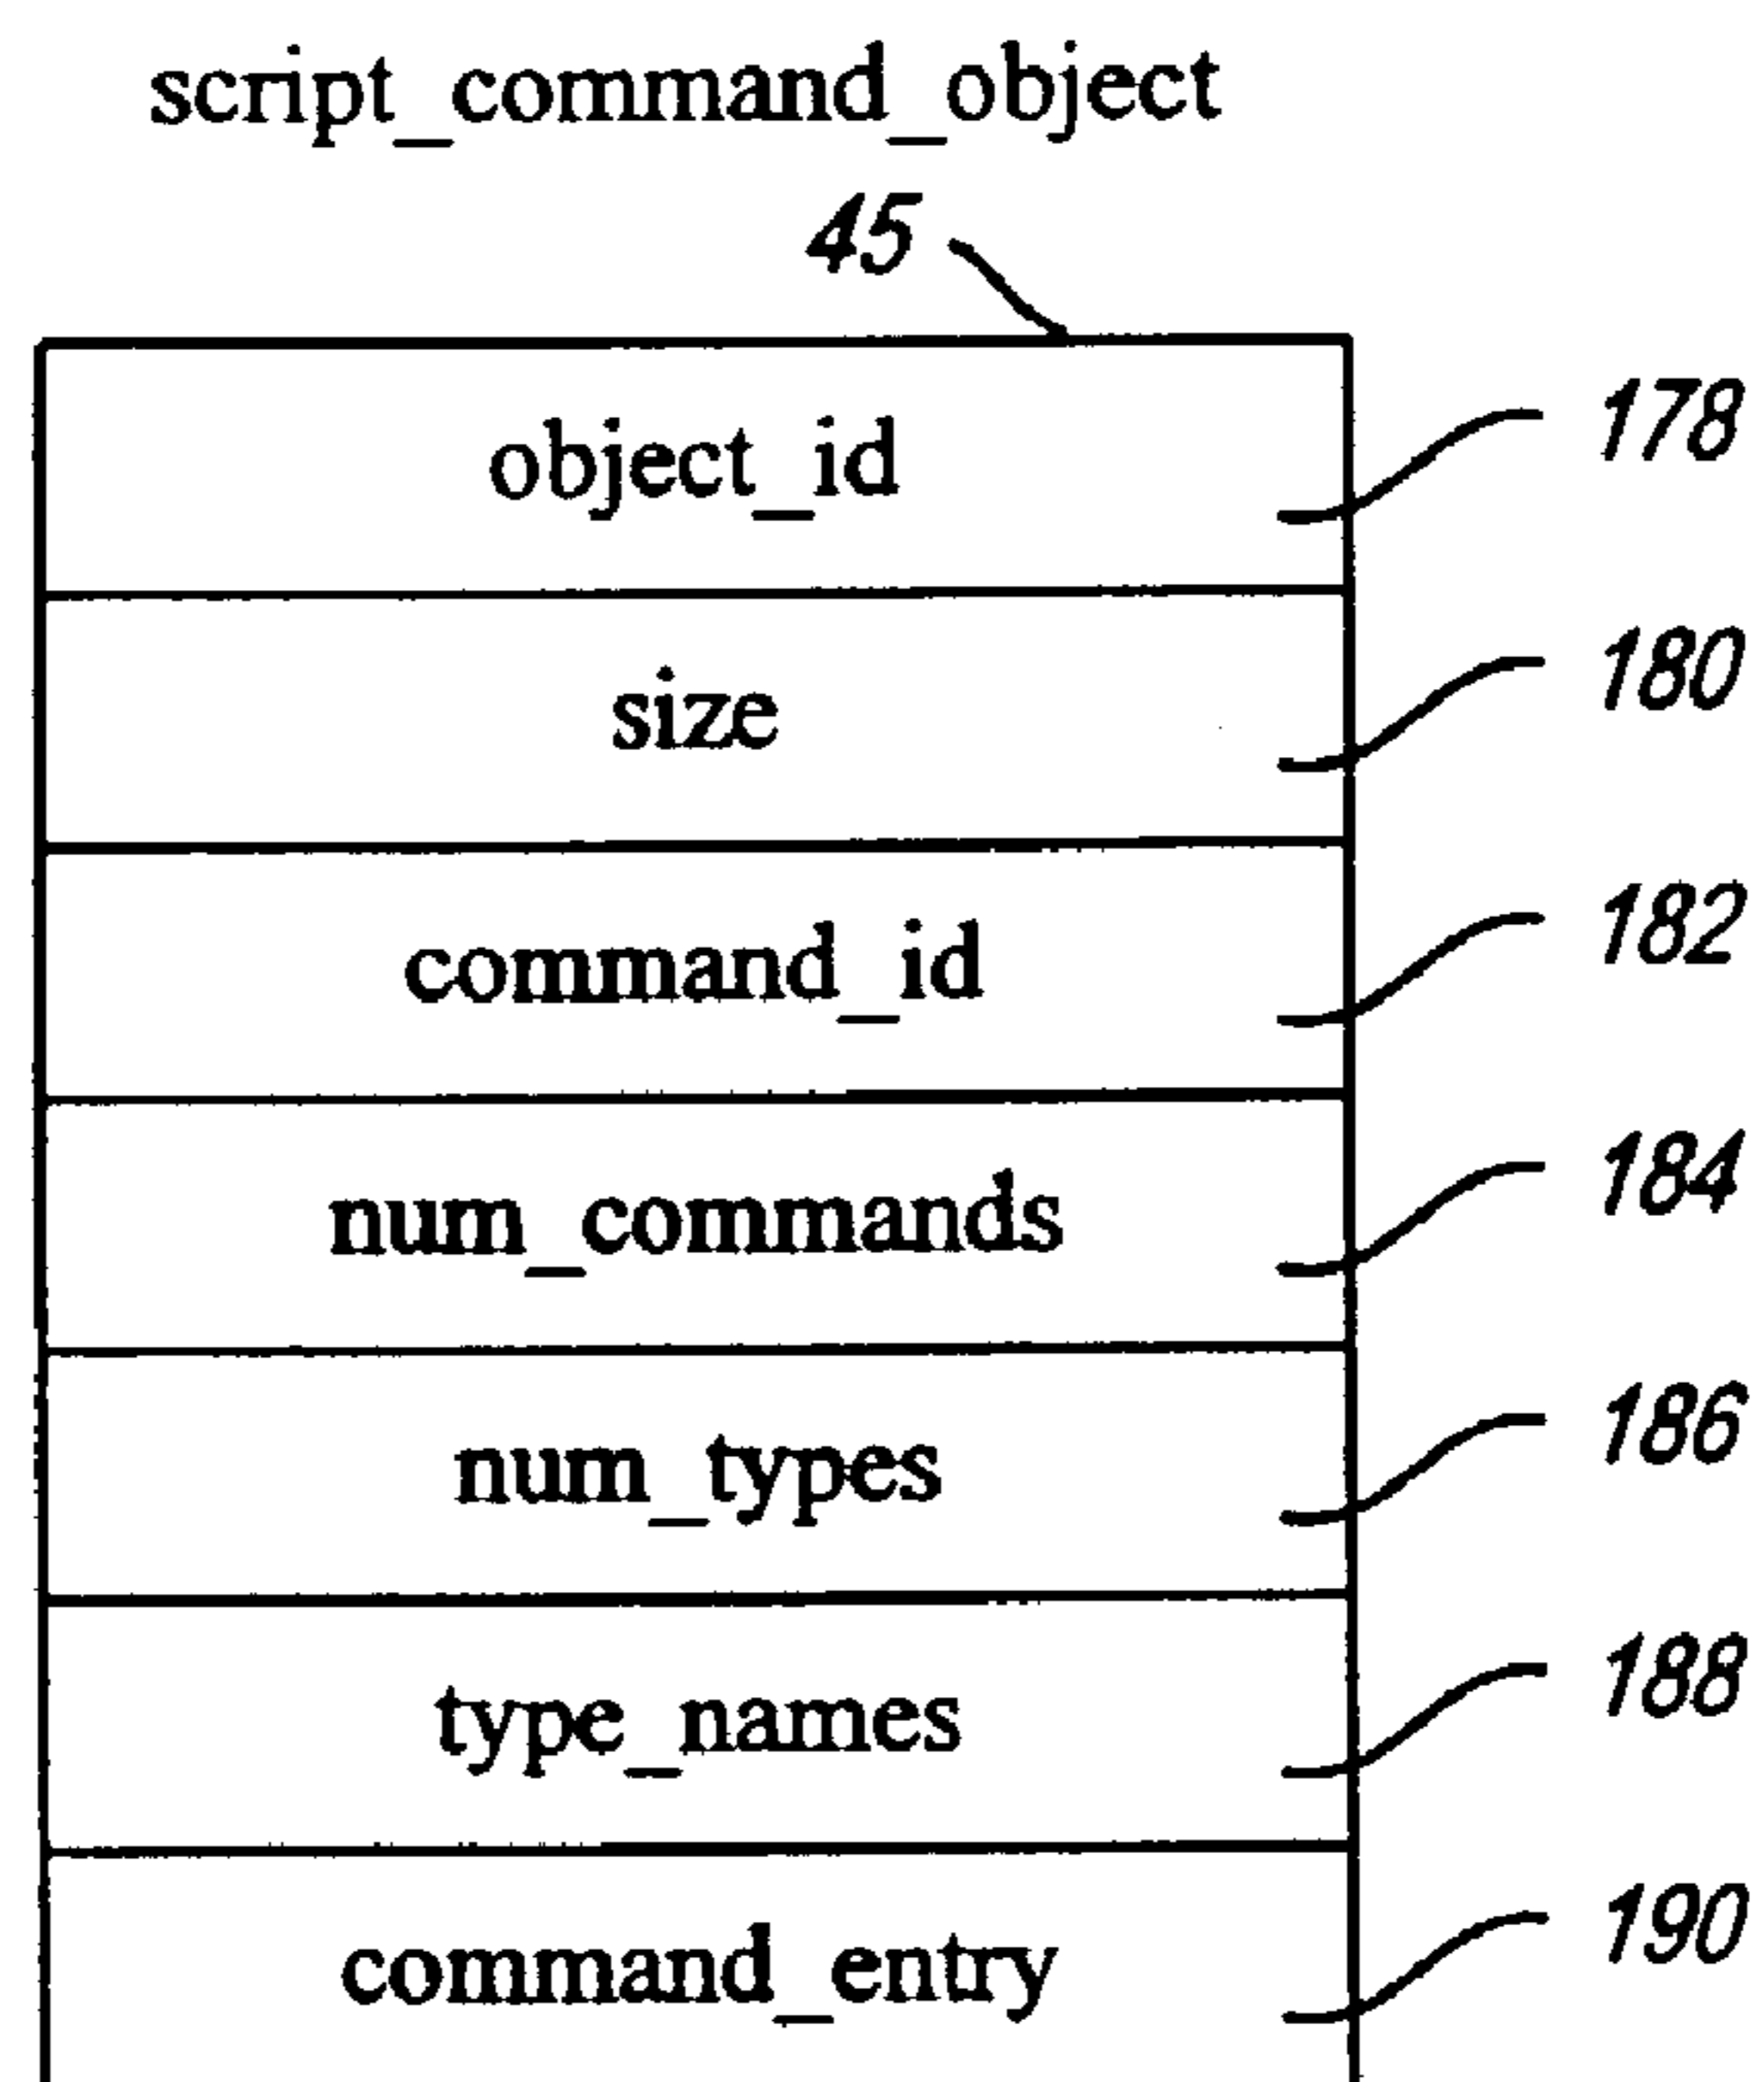 script_command_object
45
object_id 178
size 180
command_id 182
num_commands 184
num_types 186
type_names 188
command_entry 190